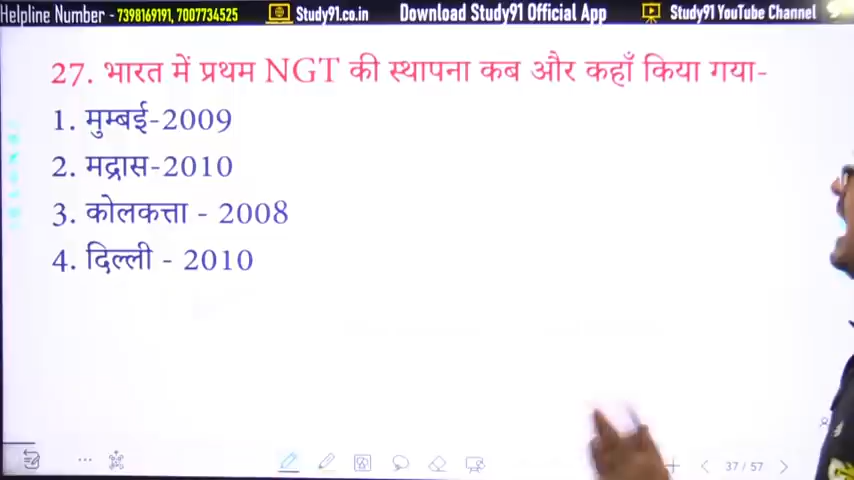 Helpline Number - 7398169191, 7007734525 Study91.co.in Download Study91 Official App Study91 YouTube Channel
27. भारत में प्रथम NGT की स्थापना कब और कहाँ किया गया-
1. मुम्बई-2009
2. मद्रास-2010
3. कोलकत्ता - 2008
4. दिल्ली - 2010
37 / 57